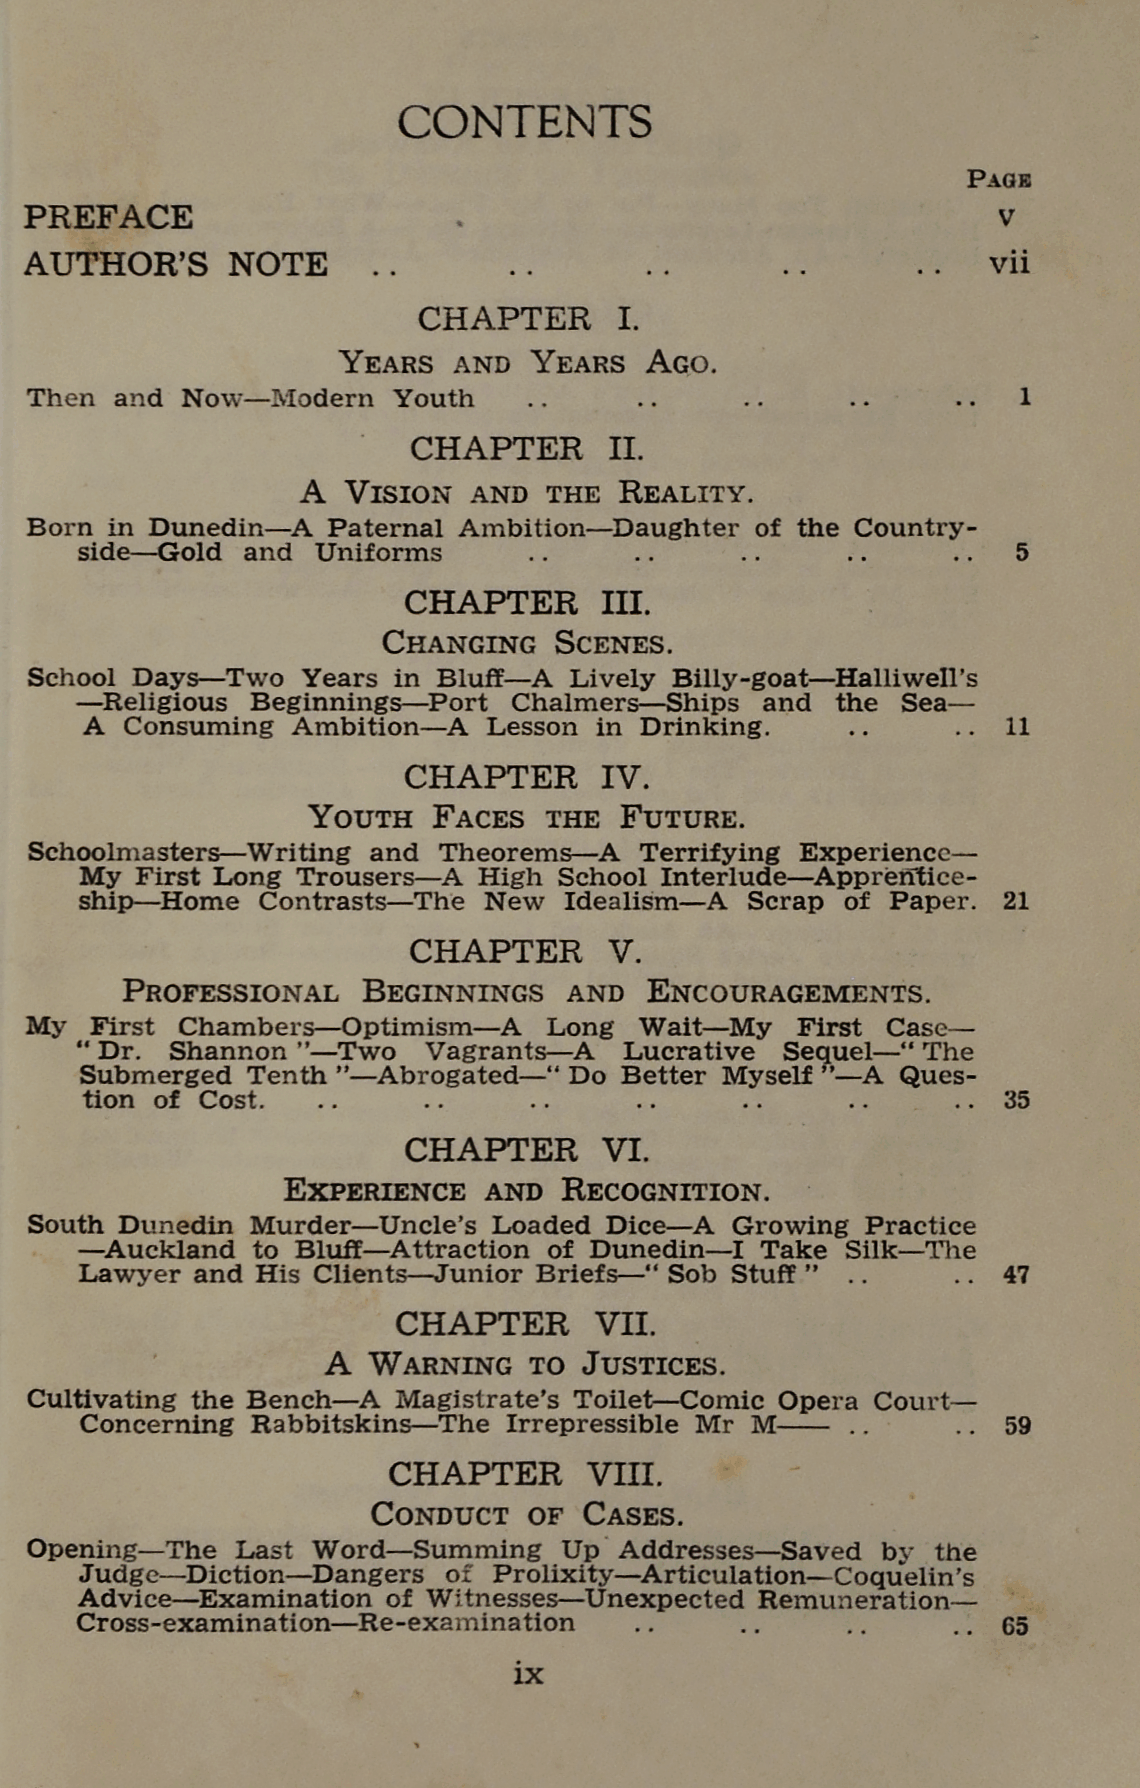 CONTENTS
PAGE
PREFACE v
AUTHOR'S NOTE .. .. .. .. .. vii
CHAPTER I.
YEARS AND YEARS AGO.
Then and Now—Modern Youth .. .. .. .. .. 1
CHAPTER II.
A VISION AND THE REALITY.
Born in Dunedin—A Paternal Ambition—Daughter of the Country-
side—Gold and Uniforms .. .. .. .. .. 5
CHAPTER III.
CHANGING SCENES.
School Days—Two Years in Bluff—A Lively Billy-goat—Halliwell's
—Religious Beginnings—Port Chalmers—Ships and the Sea—
A Consuming Ambition—A Lesson in Drinking. .. .. 11
CHAPTER IV.
YOUTH FACES THE FUTURE.
Schoolmasters—Writing and Theorems—A Terrifying Experience—
My First Long Trousers—A High School Interlude—Apprentice-
ship—Home Contrasts—The New Idealism—A Scrap of Paper. 21
CHAPTER V.
PROFESSIONAL BEGINNINGS AND ENCOURAGEMENTS.
My First Chambers—Optimism—A Long Wait—My First Case—
"Dr. Shannon"—Two Vagrants—A Lucrative Sequel—"The
Submerged Tenth"—Abrogated—"Do Better Myself"—A Ques-
tion of Cost. .. .. .. .. .. .. .. 35
CHAPTER VI.
EXPERIENCE AND RECOGNITION.
South Dunedin Murder—Uncle's Loaded Dice—A Growing Practice
—Auckland to Bluff—Attraction of Dunedin—I Take Silk—The
Lawyer and His Clients—Junior Briefs—"Sob Stuff" .. .. 47
CHAPTER VII.
A WARNING TO JUSTICES.
Cultivating the Bench—A Magistrate's Toilet—Comic Opera Court—
Concerning Rabbitskins—The Irrepressible Mr M—— .. .. 59
CHAPTER VIII.
CONDUCT OF CASES.
Opening—The Last Word—Summing Up Addresses—Saved by the
Judge—Diction—Dangers of Prolixity—Articulation—Coquelin's
Advice—Examination of Witnesses—Unexpected Remuneration—
Cross-examination—Re-examination .. .. .. .. 65
ix